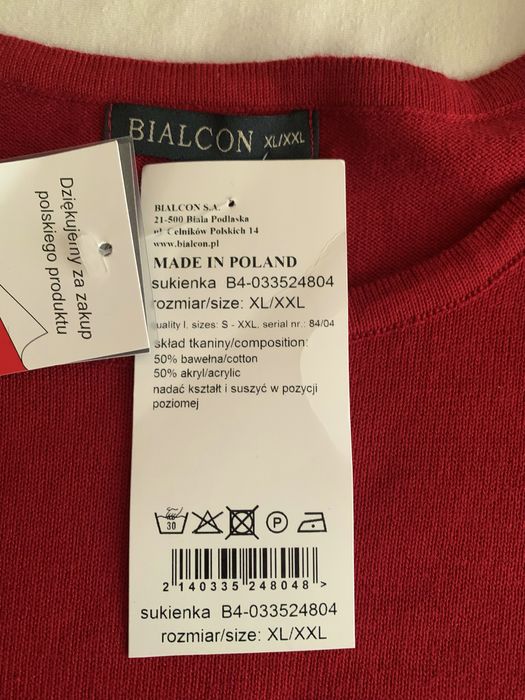 BIALCON XL/XXL
Dziękujemy za zakup
polskiego produktu
BIALCON S.A.
21-500 Biała Podlaska
ul. Celników Polskich 14
www.bialcon.pl
MADE IN POLAND
sukienka B4-033524804
rozmiar/size: XL/XXL
uality I. sizes: S - XXL. serial nr.: 84/04
skład tkaniny/composition:
50% bawełna/cotton
50% akryl/acrylic
nadać kształt i suszyć w pozycji
poziomej
30 P
2 140335 248048 >
sukienka B4-033524804
rozmiar/size: XL/XXL